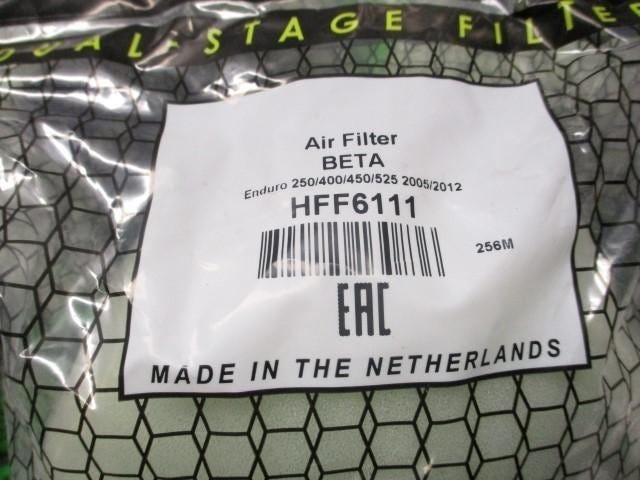 DUAL-STAGE FILTER
Air Filter
BETA
Enduro 250/400/450/525 2005/2012
HFF6111
256M
EAC
MADE IN THE NETHERLANDS